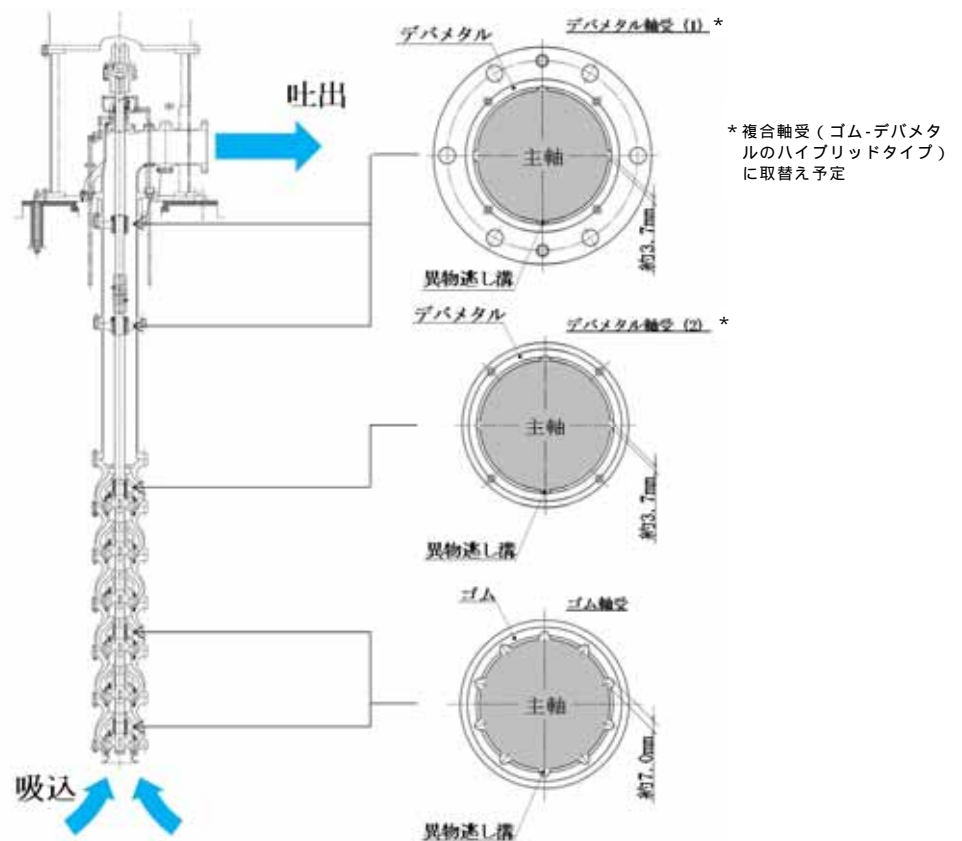 デバメタル
デバメタル軸受 (1) *
吐出
主軸
*複合軸受(ゴム-デバメタ
ルのハイブリッドタイプ)
に取替え予定
約3.7mm
異物逃し溝
デバメタル
デバメタル軸受 (2) *
主軸
約3.7mm
異物逃し溝
ゴム
ゴム軸受
主軸
約7.0mm
吸込
異物逃し溝